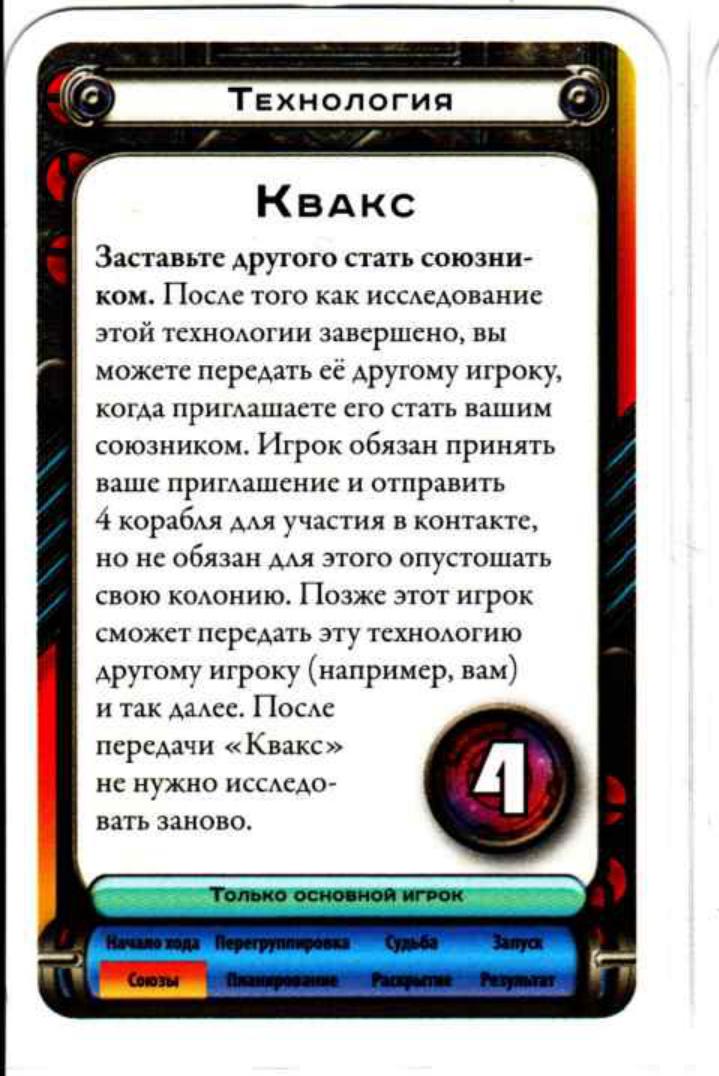 Технология
Квакс
Заставьте другого стать союзни-
ком. После того как исследование
этой технологии завершено, вы
можете передать её другому игроку,
когда приглашаете его стать вашим
союзником. Игрок обязан принять
ваше приглашение и отправить
4 корабля для участия в контакте,
но не обязан для этого опустошать
свою колонию. Позже этот игрок
сможет передать эту технологию
другому игроку (например, вам)
и так далее. После
передачи «Квакс»
не нужно исследо-
вать заново.
4
Только основной игрок
Начало хода Перегруппировка Судьба Запуск
Союзы Планирование Раскрытие Результат